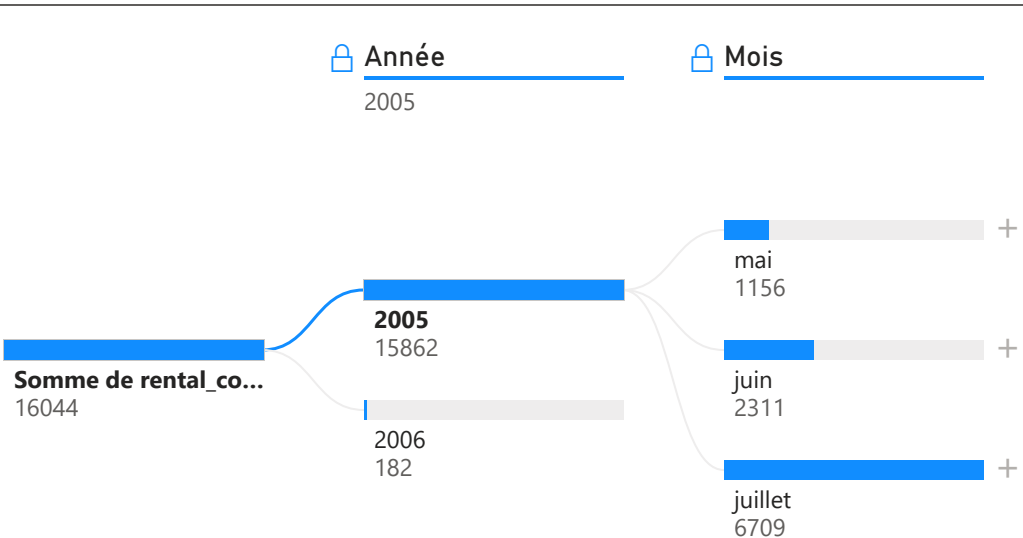 Année
Mois
2005
mai
1156
2005
15862
juin
2311
Somme de rental_co...
16044
2006
182
juillet
6709